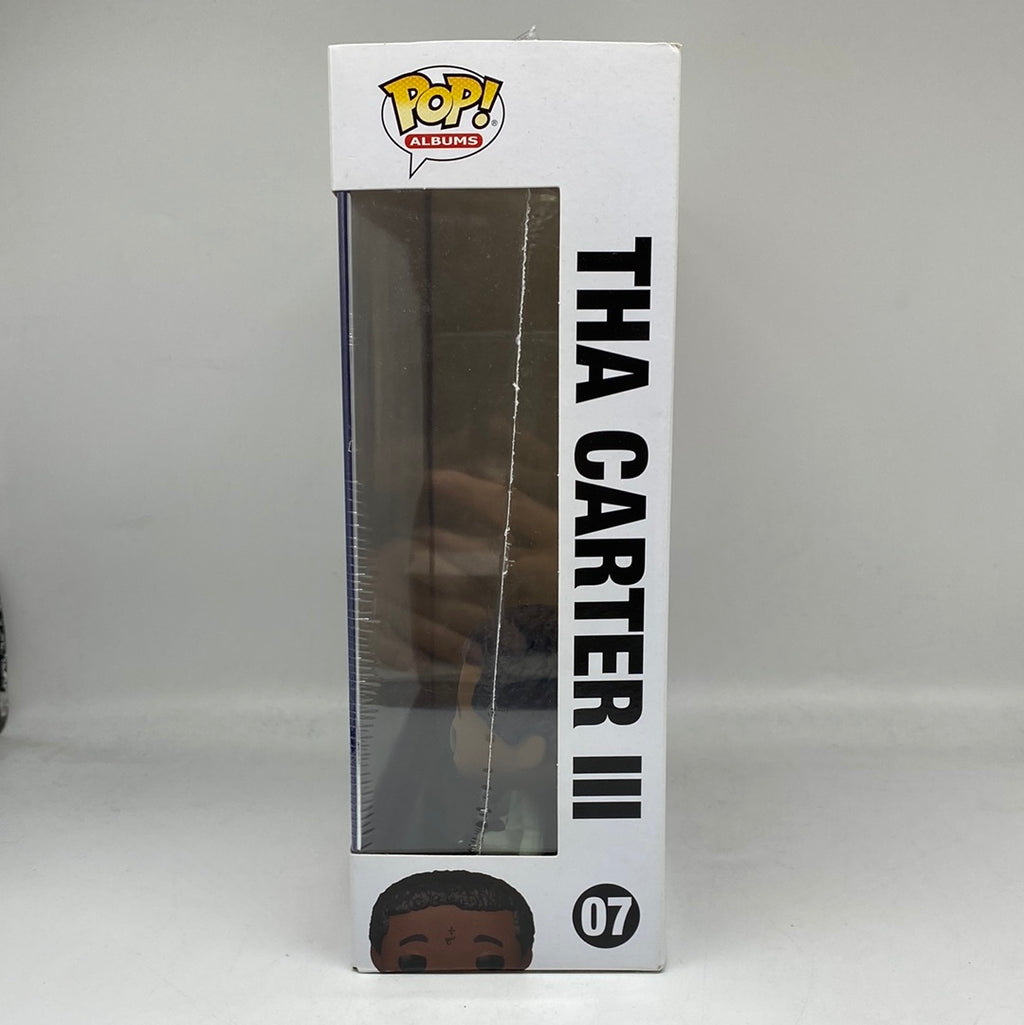 POP!
ALBUMS
THA CARTER III
07